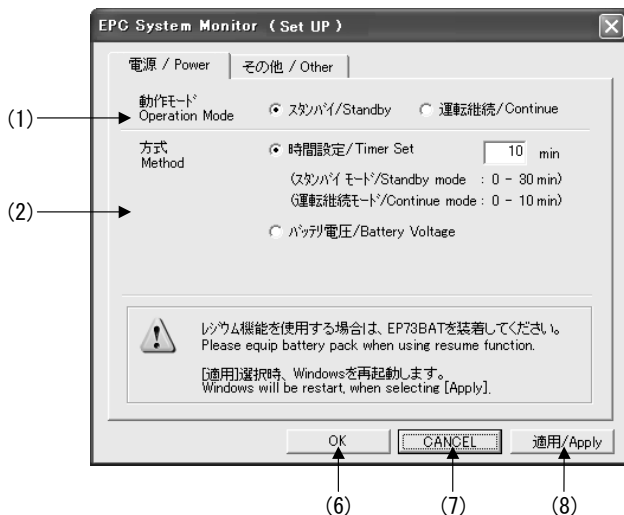 EPC System Monitor ( Set UP )
電源 / Power
その他 / Other
動作モード
Operation Mode
スタンバイ/Standby
運転継続/Continue
(1)
方式
Method
時間設定/Timer Set
10 min
(スタンバイ モード/Standby mode : 0 - 30 min)
(運転継続モード/Continue mode : 0 - 10 min)
(2)
バッテリ電圧/Battery Voltage
レジウム機能を使用する場合は、EP73BATを装着してください。
Please equip battery pack when using resume function.
[適用]選択時、Windowsを再起動します。
Windows will be restart, when selecting [Apply].
OK
CANCEL
適用/Apply
(6)
(7)
(8)